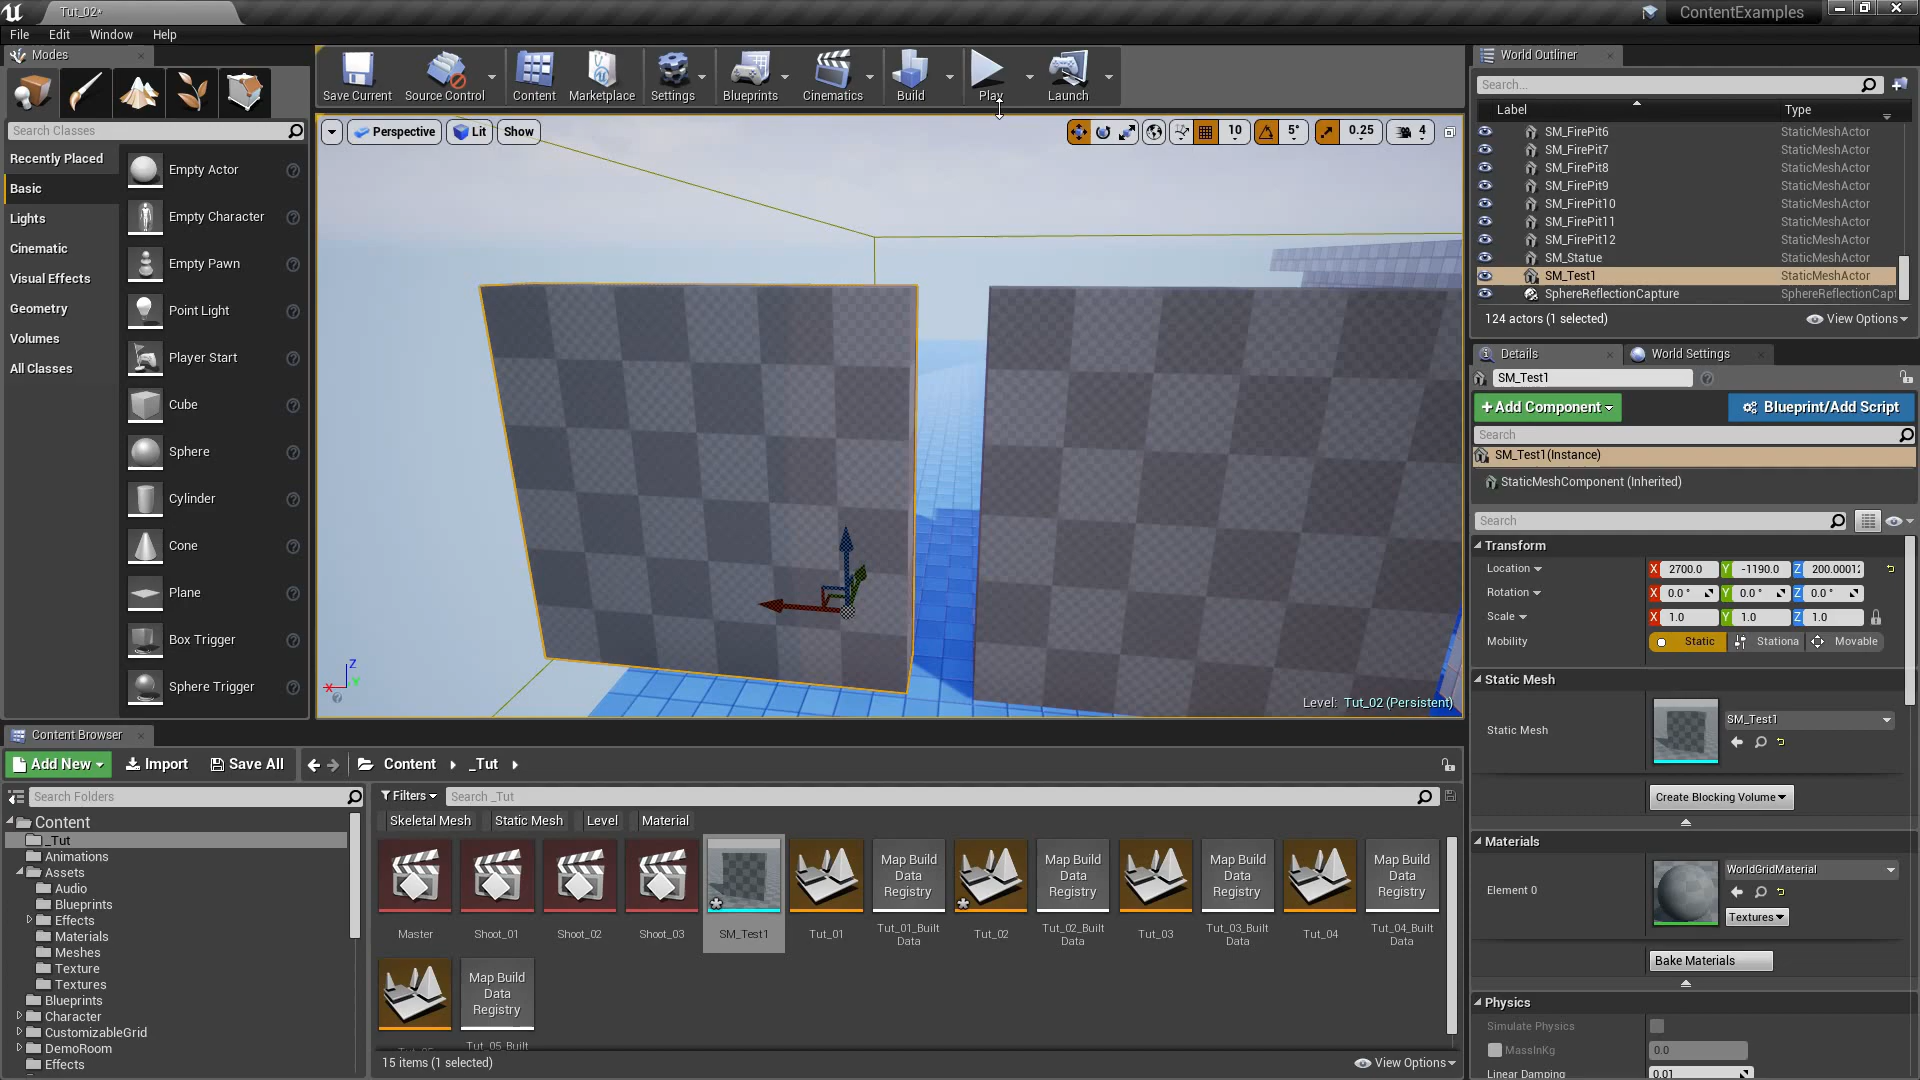 Tut_02*
ContentExamples
File Edit Window Help
Modes
Search Classes
Recently Placed
Basic
Lights
Cinematic
Visual Effects
Geometry
Volumes
All Classes
Empty Actor
Empty Character
Empty Pawn
Point Light
Player Start
Cube
Sphere
Cylinder
Cone
Plane
Box Trigger
Sphere Trigger
Save Current Source Control Content Marketplace Settings Blueprints Cinematics Build Play Launch
Perspective Lit Show
10 5° 0.25 4
X Z Y
Level: Tut_02 (Persistent)
World Outliner
Search...
Label Type
SM_FirePit6 StaticMeshActor
SM_FirePit7 StaticMeshActor
SM_FirePit8 StaticMeshActor
SM_FirePit9 StaticMeshActor
SM_FirePit10 StaticMeshActor
SM_FirePit11 StaticMeshActor
SM_FirePit12 StaticMeshActor
SM_Statue StaticMeshActor
SM_Test1 StaticMeshActor
SphereReflectionCapture SphereReflectionCapt
124 actors (1 selected) View Options
Details World Settings
SM_Test1
+Add Component Blueprint/Add Script
Search
SM_Test1(Instance)
StaticMeshComponent (Inherited)
Search
Transform
Location X 2700.0 Y -1190.0 Z 200.00012
Rotation X 0.0 ° Y 0.0 ° Z 0.0 °
Scale X 1.0 Y 1.0 Z 1.0
Mobility Static Stationa Movable
Static Mesh
Static Mesh SM_Test1
Create Blocking Volume
Materials
Element 0 WorldGridMaterial
Textures
Bake Materials
Physics
Simulate Physics
MassInKg 0.0
Linear Damping 0.01
Content Browser
Add New Import Save All Content _Tut
Search Folders
Content
_Tut
Animations
Assets
Audio
Blueprints
Effects
Materials
Meshes
Texture
Textures
Blueprints
Character
CustomizableGrid
DemoRoom
Effects
Filters Search _Tut
Skeletal Mesh Static Mesh Level Material
Map Build Data Registry Map Build Data Registry Map Build Data Registry Map Build Data Registry
Master Shoot_01 Shoot_02 Shoot_03 SM_Test1 Tut_01 Tut_01_Built Data Tut_02 Tut_02_Built Data Tut_03 Tut_03_Built Data Tut_04 Tut_04_Built Data
Map Build Data Registry
Tut_05 Tut_05_Built
15 items (1 selected) View Options